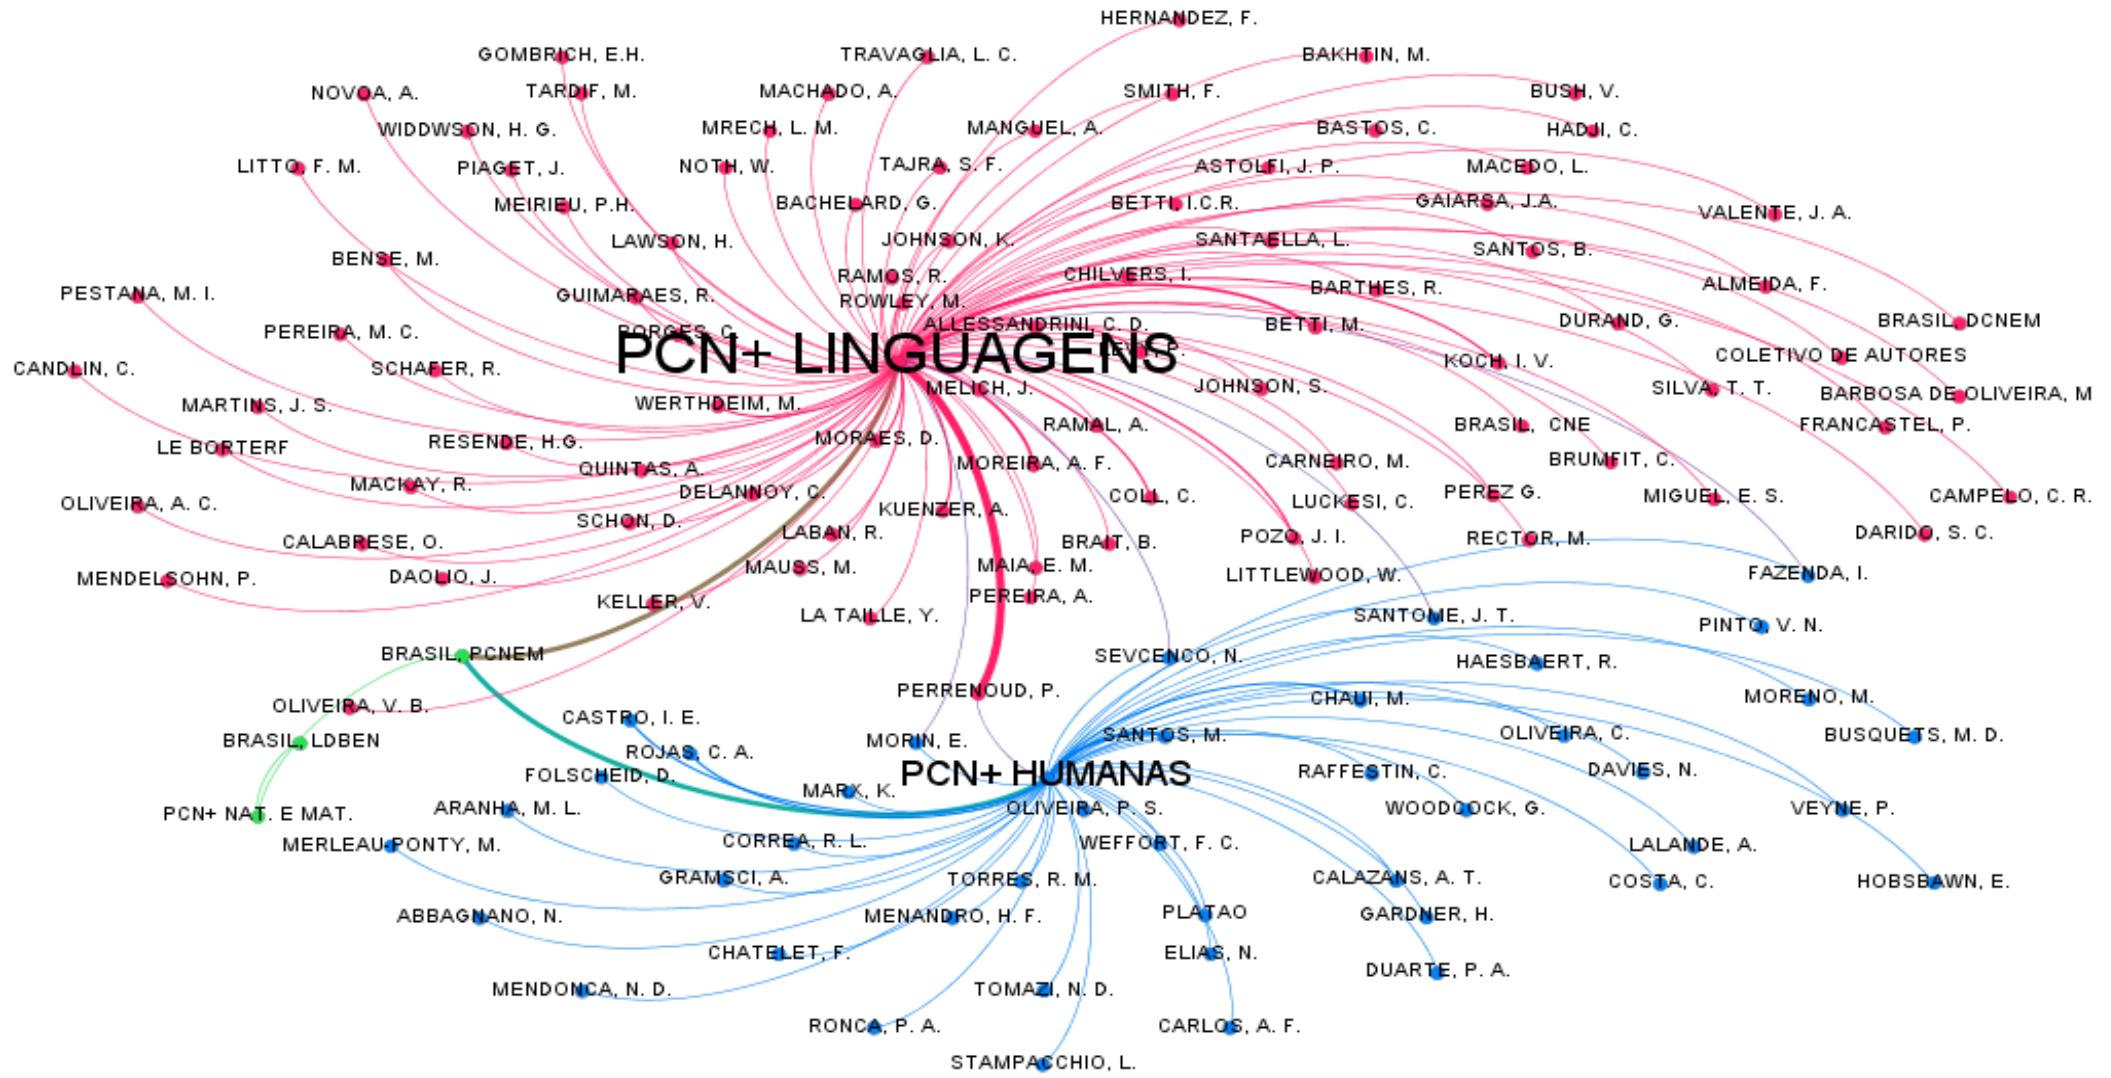 HERNANDEZ, F.
GOMBRICH, E.H.
TRAVAGLIA, L. C.
BAKHTIN, M.
NOVOA, A.
TARDIF, M.
MACHADO, A.
SMITH, F.
BUSH, V.
WIDDWSON, H. G.
MRECH, L. M.
MANGUEL, A.
BASTOS, C.
HADJI, C.
LITTO, F. M.
PIAGET, J.
NOTH, W.
TAJRA, S. F.
ASTOLFI, J. P.
MACEDO, L.
MEIRIEU, P.H.
BACHELARD, G.
BETTI, I.C.R.
GAIARSA, J.A.
VALENTE, J. A.
LAWSON, H.
JOHNSON, K.
SANTAELLA, L.
SANTOS, B.
BENSE, M.
RAMOS, R.
CHILVERS, I.
PESTANA, M. I.
GUIMARAES, R.
ROWLEY, M.
BARTHES, R.
ALMEIDA, F.
PEREIRA, M. C.
BORGES, C.
ALLESSANDRINI, C. D.
BETTI, M.
DURAND, G.
BRASIL, DCNEM
PCN+ LINGUAGENS
CANDLIN, C.
SCHAFER, R.
KOCH, I. V.
COLETIVO DE AUTORES
MELICH, J.
JOHNSON, S.
SILVA, T. T.
BARBOSA DE OLIVEIRA, M
MARTINS, J. S.
WERTHDEIM, M.
RAMAL, A.
BRASIL, CNE
FRANCASTEL, P.
LE BORTERF
RESENDE, H.G.
MORAES, D.
MOREIRA, A. F.
CARNEIRO, M.
BRUMFIT, C.
MACKAY, R.
QUINTAS, A.
DELANNOY, C.
COLL, C.
LUCKESI, C.
PEREZ G.
MIGUEL, E. S.
CAMPELO, C. R.
OLIVEIRA, A. C.
SCHON, D.
KUENZER, A.
CALABRESE, O.
LABAN, R.
BRAIT, B.
POZO, J. I.
RECTOR, M.
DARIDO, S. C.
MENDELSOHN, P.
DAOLIO, J.
MAUSS, M.
MAIA, E. M.
LITTLEWOOD, W.
FAZENDA, I.
KELLER, V.
LA TAILLE, Y.
PEREIRA, A.
SANTOME, J. T.
PINTO, V. N.
BRASIL, PCNEM
SEVCENCO, N.
HAESBAERT, R.
OLIVEIRA, V. B.
PERRENOUD, P.
CHAUI, M.
MORENO, M.
CASTRO, I. E.
BRASIL, LDBEN
ROJAS, C. A.
MORIN, E.
SANTOS, M.
OLIVEIRA, C.
BUSQUETS, M. D.
FOLSCHEID, D.
PCN+ HUMANAS
RAFFESTIN, C.
DAVIES, N.
PCN+ NAT. E MAT.
ARANHA, M. L.
MARX, K.
OLIVEIRA, P. S.
WOODCOCK, G.
VEYNE, P.
MERLEAU-PONTY, M.
CORREA, R. L.
WEFFORT, F. C.
LALANDE, A.
GRAMSCI, A.
TORRES, R. M.
CALAZANS, A. T.
COSTA, C.
HOBSBAWN, E.
ABBAGNANO, N.
MENANDRO, H. F.
PLATAO
GARDNER, H.
CHATELET, F.
ELIAS, N.
DUARTE, P. A.
MENDONCA, N. D.
TOMAZI, N. D.
RONCA, P. A.
CARLOS, A. F.
STAMPACCHIO, L.